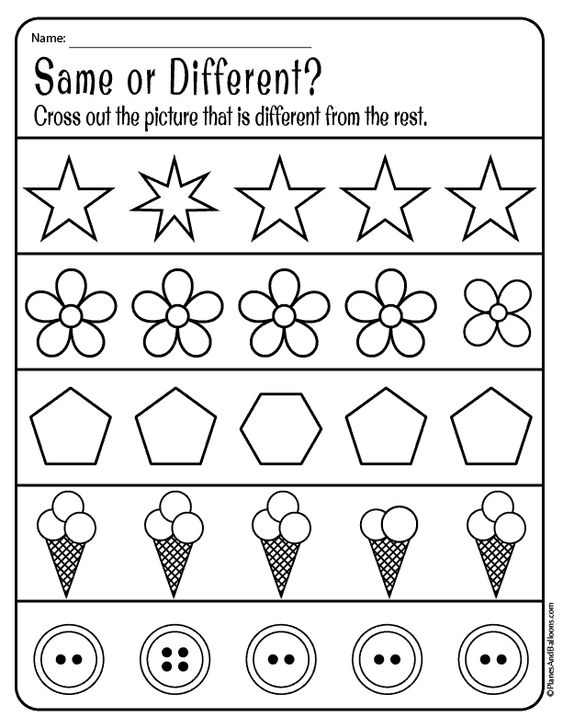 Name:
Same or Different?
Cross out the picture that is different from the rest.
©PlanesAndBalloons.com